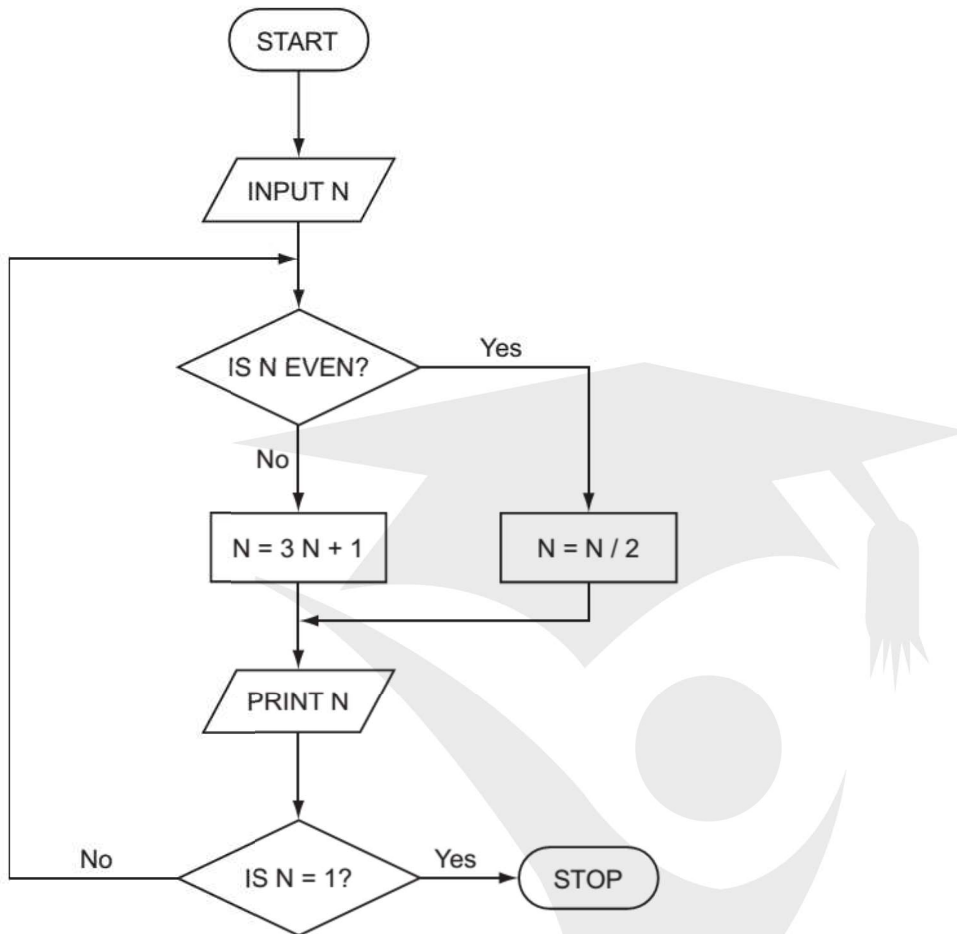 START
INPUT N
IS N EVEN?
Yes
No
N = 3 N + 1
N = N / 2
PRINT N
IS N = 1?
No
Yes
STOP